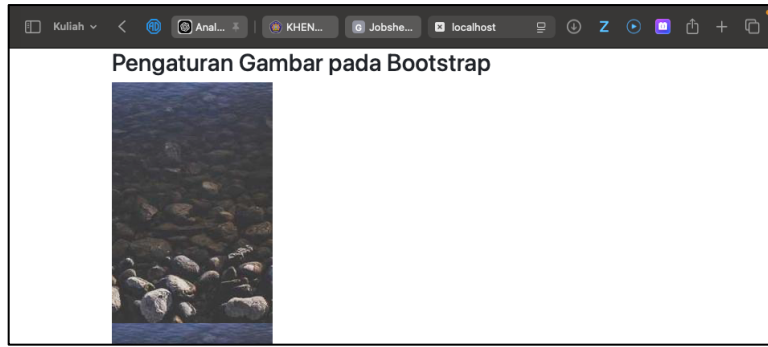 Kuliah
Anal...
KHEN...
G Jobshe...
localhost
Z
Pengaturan Gambar pada Bootstrap